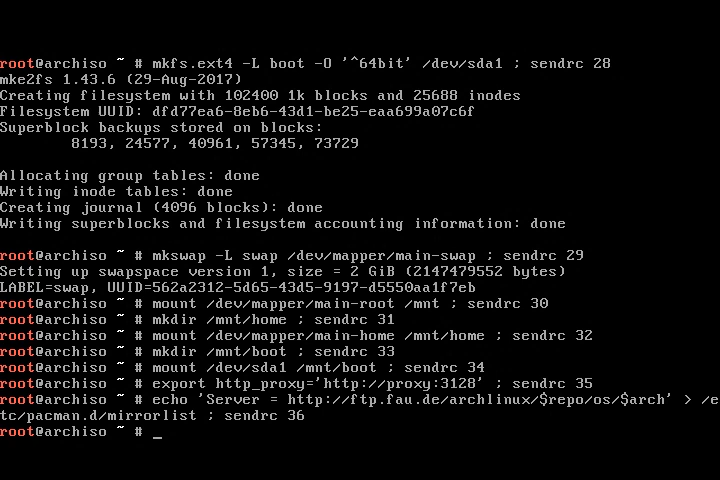 root@archiso ~ # mkfs.ext4 -L boot -O '^64bit' /dev/sda1 ; sendrc 28
mke2fs 1.43.6 (29-Aug-2017)
Creating filesystem with 102400 1k blocks and 25688 inodes
Filesystem UUID: dfd77ea6-8eb6-43d1-be25-eaa699a07c6f
Superblock backups stored on blocks:
        8193, 24577, 40961, 57345, 73729

Allocating group tables: done
Writing inode tables: done
Creating journal (4096 blocks): done
Writing superblocks and filesystem accounting information: done

root@archiso ~ # mkswap -L swap /dev/mapper/main-swap ; sendrc 29
Setting up swapspace version 1, size = 2 GiB (2147479552 bytes)
LABEL=swap, UUID=562a2312-5d65-43d5-9197-d5550aa1f7eb
root@archiso ~ # mount /dev/mapper/main-root /mnt ; sendrc 30
root@archiso ~ # mkdir /mnt/home ; sendrc 31
root@archiso ~ # mount /dev/mapper/main-home /mnt/home ; sendrc 32
root@archiso ~ # mkdir /mnt/boot ; sendrc 33
root@archiso ~ # mount /dev/sda1 /mnt/boot ; sendrc 34
root@archiso ~ # export http_proxy='http://proxy:3128' ; sendrc 35
root@archiso ~ # echo 'Server = http://ftp.fau.de/archlinux/$repo/os/$arch' > /e
tc/pacman.d/mirrorlist ; sendrc 36
root@archiso ~ # _